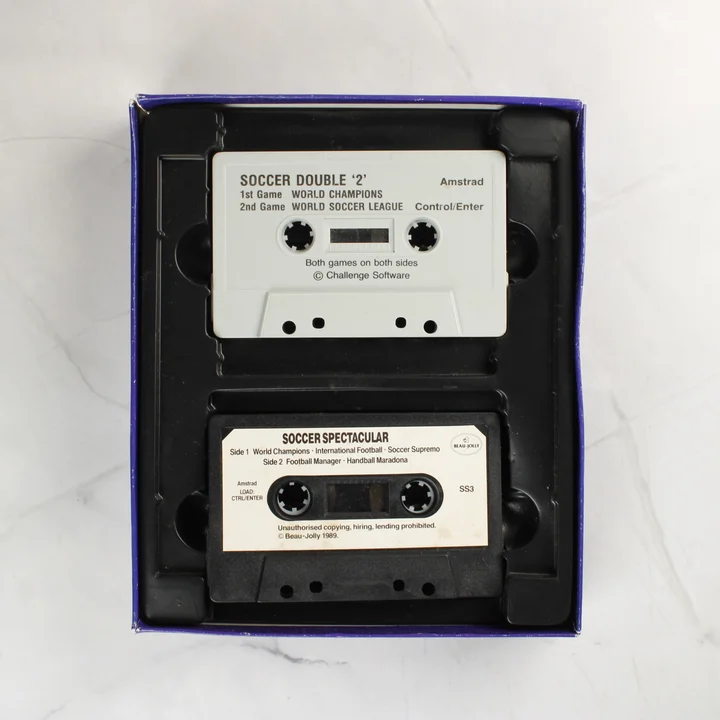 SOCCER DOUBLE '2' Amstrad
1st Game WORLD CHAMPIONS
2nd Game WORLD SOCCER LEAGUE Control/Enter
Both games on both sides
© Challenge Software
SOCCER SPECTACULAR
Side 1 World Champions · International Football · Soccer Supremo
Side 2 Football Manager · Handball Maradona
BEAU-JOLLY
Amstrad
LOAD:
CTRL/ENTER
SS3
Unauthorised copying, hiring, lending prohibited.
© Beau-Jolly 1989.